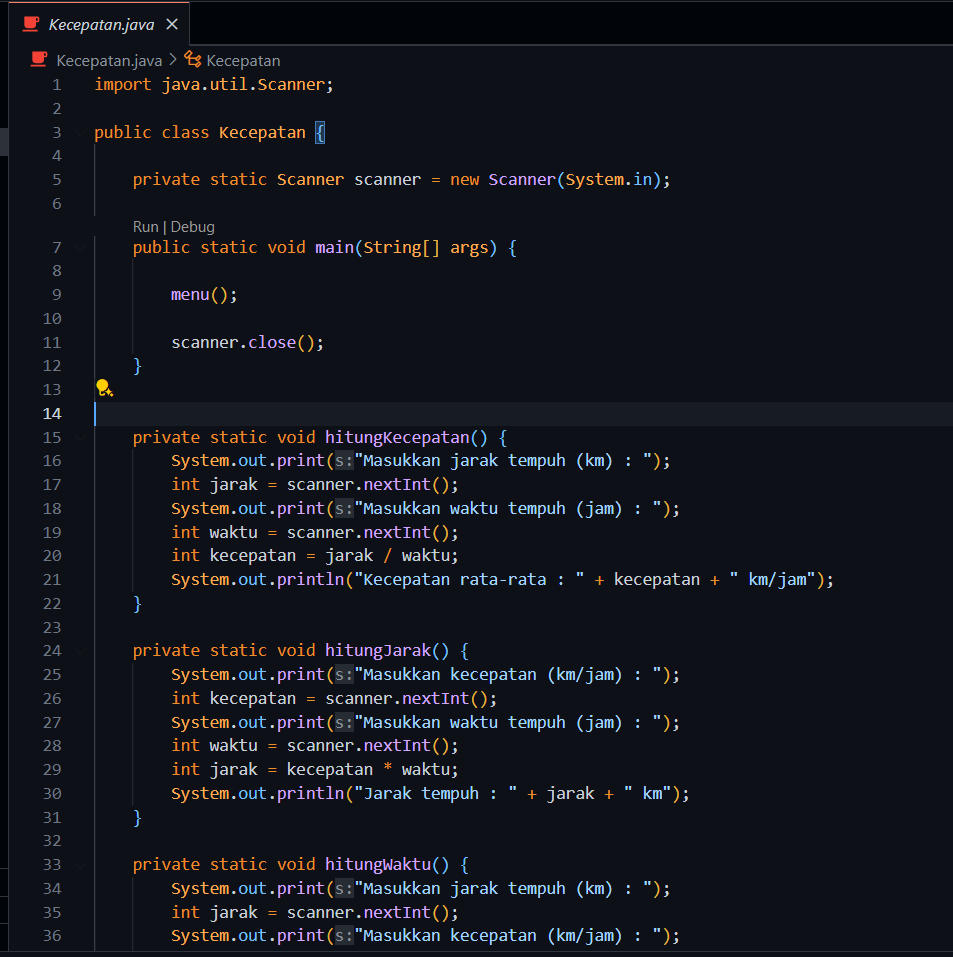 Kecepatan.java ×
Kecepatan.java > Kecepatan
1 import java.util.Scanner;
2
3 public class Kecepatan {
4
5 private static Scanner scanner = new Scanner(System.in);
6
Run | Debug
7 public static void main(String[] args) {
8
9 menu();
10
11 scanner.close();
12 }
13
14
15 private static void hitungKecepatan() {
16 System.out.print(s:"Masukkan jarak tempuh (km) : ");
17 int jarak = scanner.nextInt();
18 System.out.print(s:"Masukkan waktu tempuh (jam) : ");
19 int waktu = scanner.nextInt();
20 int kecepatan = jarak / waktu;
21 System.out.println("Kecepatan rata-rata : " + kecepatan + " km/jam");
22 }
23
24 private static void hitungJarak() {
25 System.out.print(s:"Masukkan kecepatan (km/jam) : ");
26 int kecepatan = scanner.nextInt();
27 System.out.print(s:"Masukkan waktu tempuh (jam) : ");
28 int waktu = scanner.nextInt();
29 int jarak = kecepatan * waktu;
30 System.out.println("Jarak tempuh : " + jarak + " km");
31 }
32
33 private static void hitungWaktu() {
34 System.out.print(s:"Masukkan jarak tempuh (km) : ");
35 int jarak = scanner.nextInt();
36 System.out.print(s:"Masukkan kecepatan (km/jam) : ");